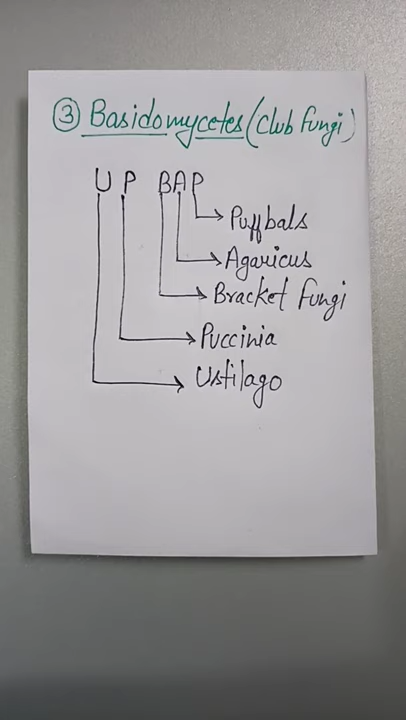 ③ Basidomycetes (Club fungi)
U P BAP
Puffbals
Agaricus
Bracket fungi
Puccinia
Ustilago